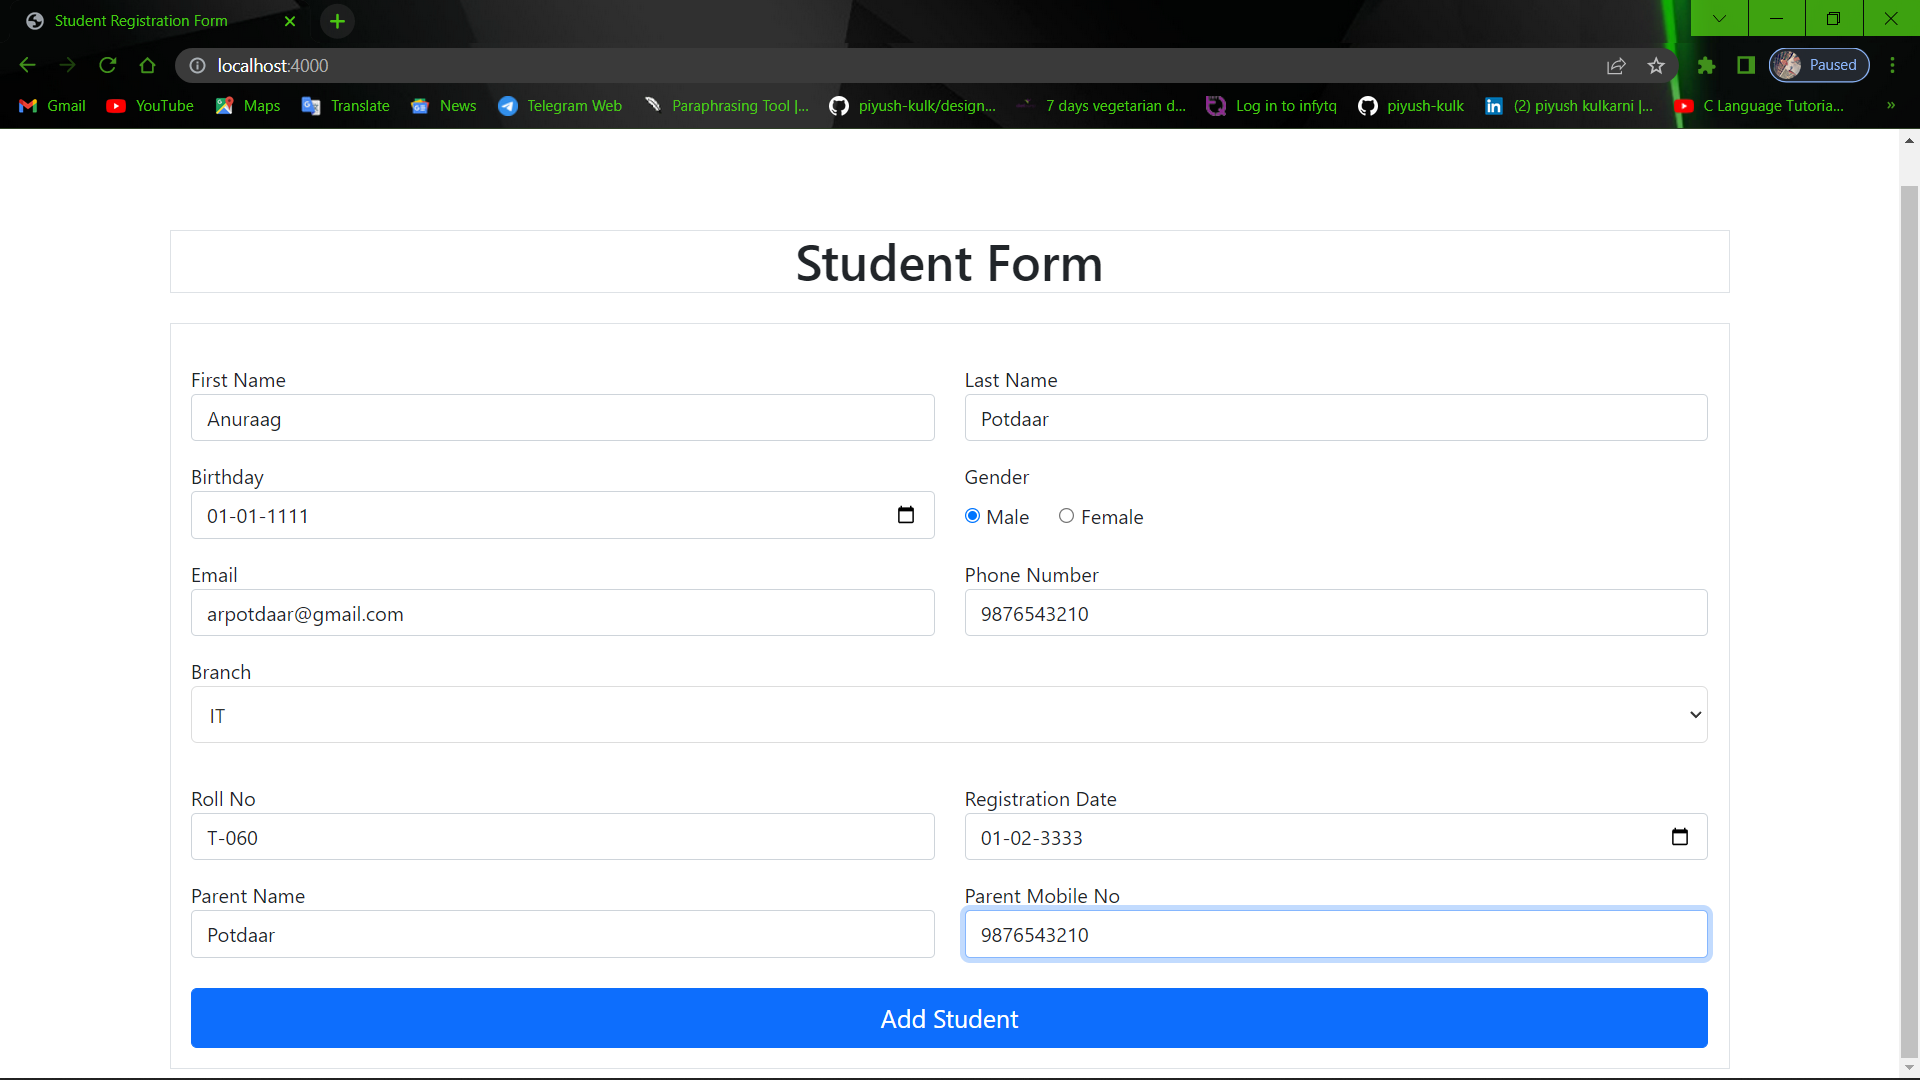 Student Registration Form
localhost:4000
Paused
Gmail YouTube Maps Translate News Telegram Web Paraphrasing Tool |... piyush-kulk/design... 7 days vegetarian d... Log in to infytq piyush-kulk (2) piyush kulkarni |... C Language Tutoria... »
Student Form
First Name Last Name
Anuraag Potdaar
Birthday Gender
01-01-1111 Male Female
Email Phone Number
arpotdaar@gmail.com 9876543210
Branch
IT
Roll No Registration Date
T-060 01-02-3333
Parent Name Parent Mobile No
Potdaar 9876543210
Add Student